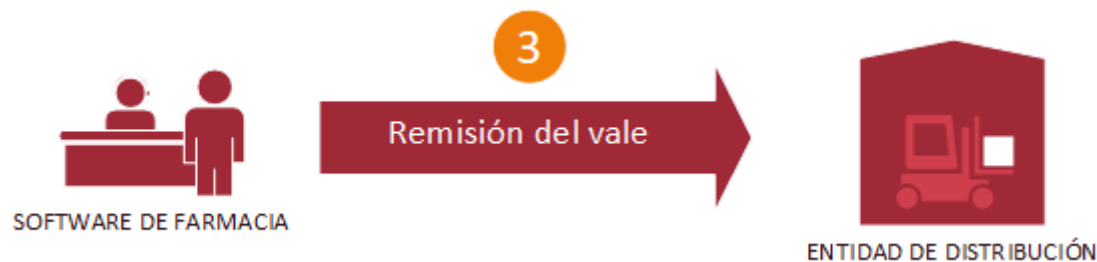 3
Remisión del vale
SOFTWARE DE FARMACIA
ENTIDAD DE DISTRIBUCIÓN